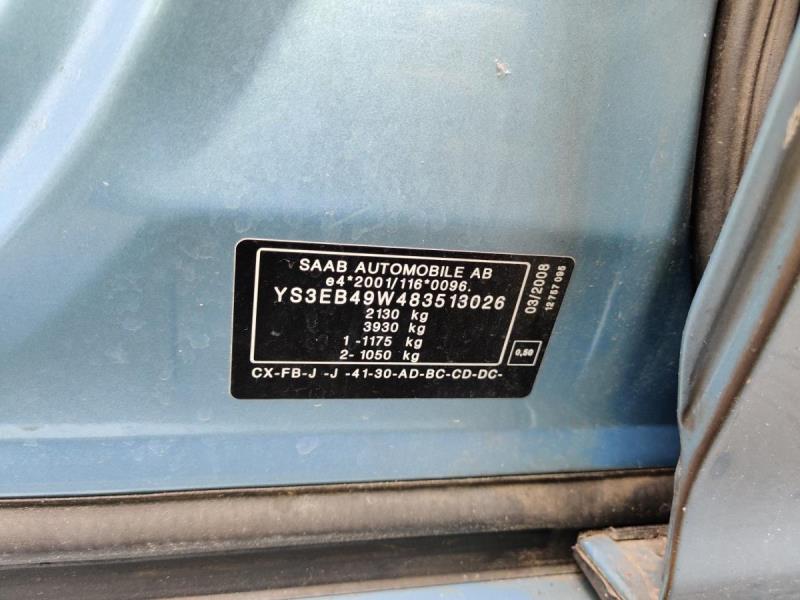 SAAB AUTOMOBILE AB
e4*2001/116*0096.
YS3EB49W483513026
2130 kg
3930 kg
1 -1175 kg
2- 1050 kg
CX-FB-J -J -41-30-AD-BC-CD-DC-
03/2008
12 757 095
0,50